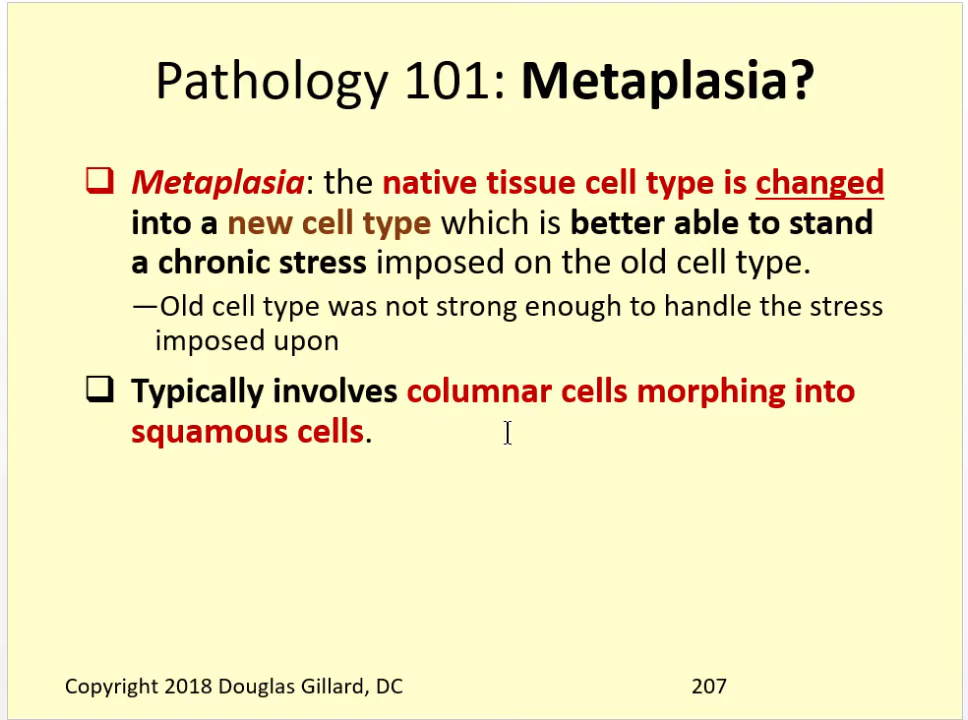 Pathology 101: Metaplasia?
Metaplasia: the native tissue cell type is changed
into a new cell type which is better able to stand
a chronic stress imposed on the old cell type.
—Old cell type was not strong enough to handle the stress
imposed upon
Typically involves columnar cells morphing into
squamous cells.
Copyright 2018 Douglas Gillard, DC 207